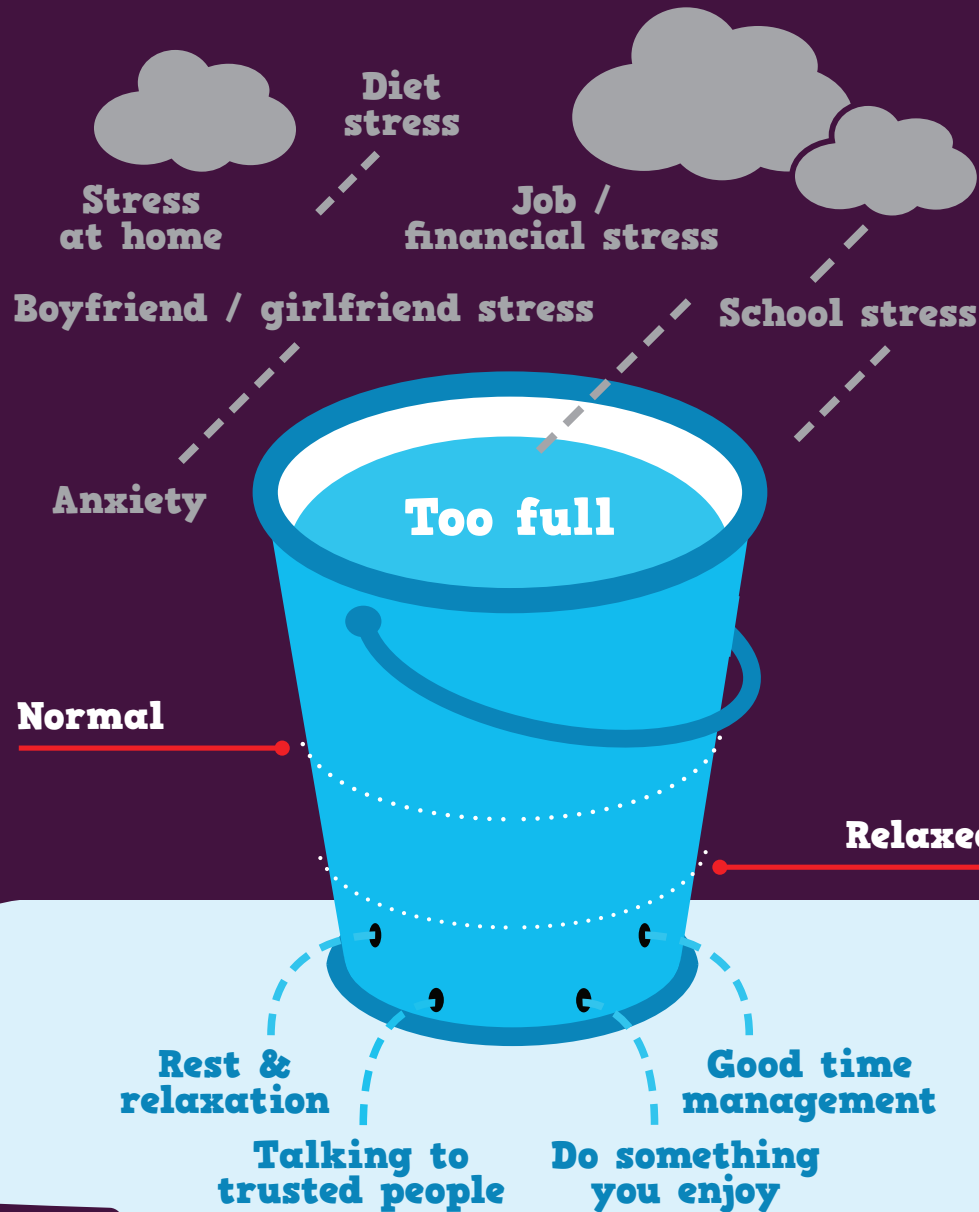 Diet
stress
Stress
at home
Job /
financial stress
Boyfriend / girlfriend stress
School stress
Anxiety
Too full
Normal
Relaxed
Rest &
relaxation
Good time
management
Talking to
trusted people
Do something
you enjoy